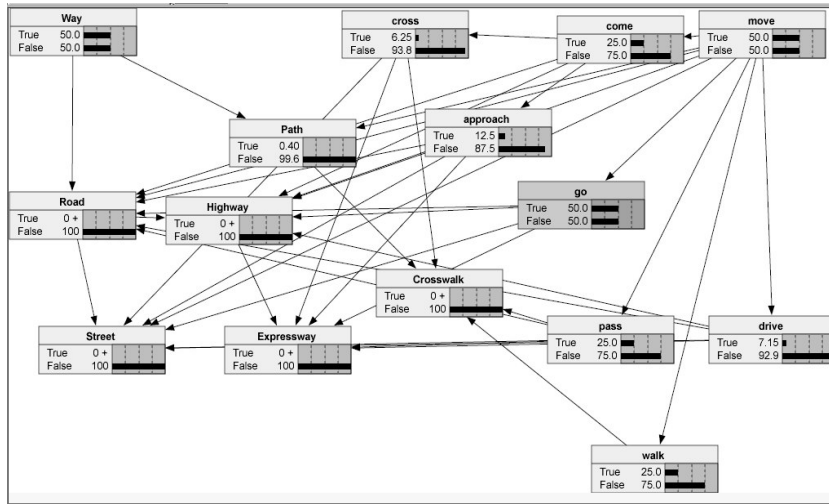 Way
True 50.0
False 50.0
cross
True 6.25
False 93.8
come
True 25.0
False 75.0
move
True 50.0
False 50.0
Path
True 0.40
False 99.6
approach
True 12.5
False 87.5
Road
True 0 +
False 100
Highway
True 0 +
False 100
go
True 50.0
False 50.0
Crosswalk
True 0 +
False 100
Street
True 0 +
False 100
Expressway
True 0 +
False 100
pass
True 25.0
False 75.0
drive
True 7.15
False 92.9
walk
True 25.0
False 75.0